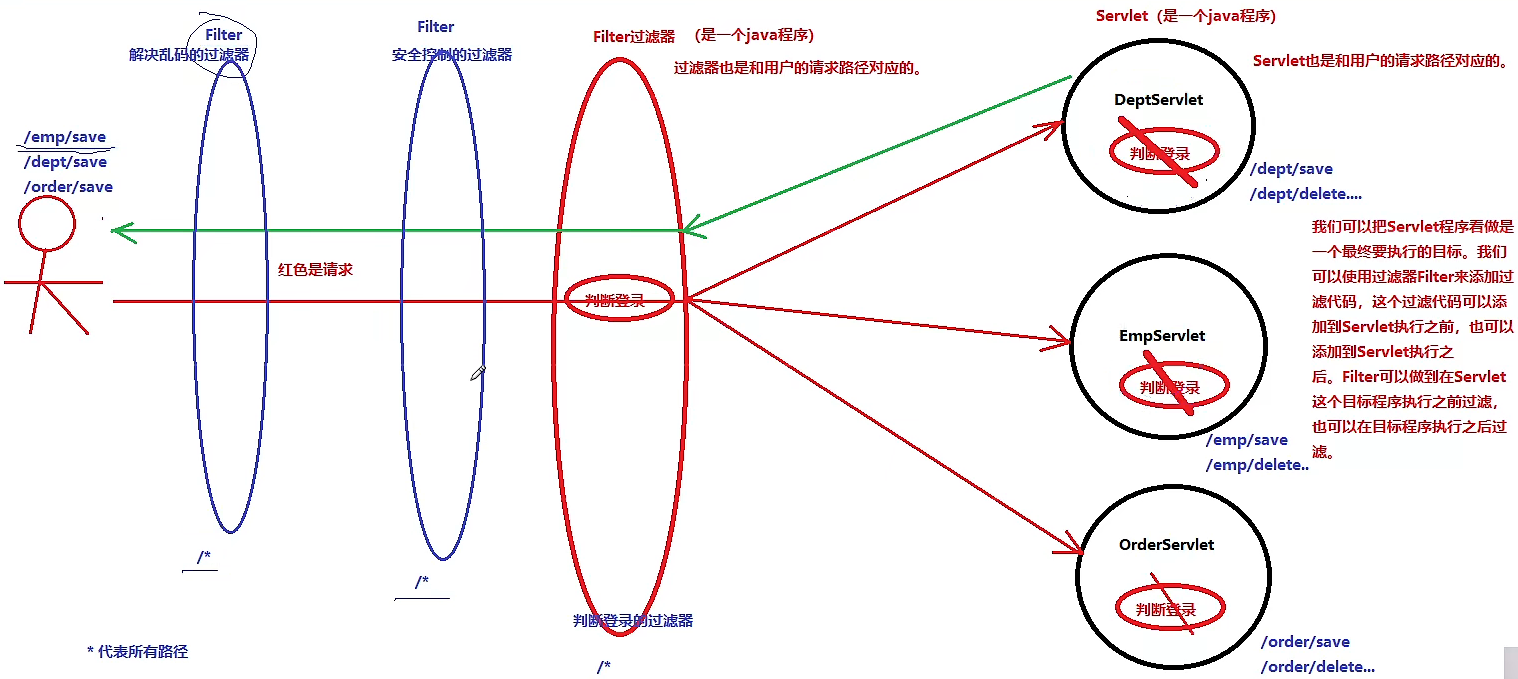 Filter
解决乱码的过滤器
Filter
安全控制的过滤器
Filter过滤器 （是一个java程序)
过滤器也是和用户的请求路径对应的。
Servlet（是一个java程序)
Servlet也是和用户的请求路径对应的。
/emp/save
/dept/save
/order/save
红色是请求
判断登录
DeptServlet
判断登录
/dept/save
/dept/delete....
EmpServlet
判断登录
/emp/save
/emp/delete..
OrderServlet
判断登录
/order/save
/order/delete...
我们可以把Servlet程序看做是
一个最终要执行的目标。我们
可以使用过滤器Filter来添加过
滤代码，这个过滤代码可以添
加到Servlet执行之前，也可以
添加到Servlet执行之
后。Filter可以做到在Servlet
这个目标程序执行之前过滤，
也可以在目标程序执行之后过
滤。
/*
/*
判断登录的过滤器
/*
* 代表所有路径